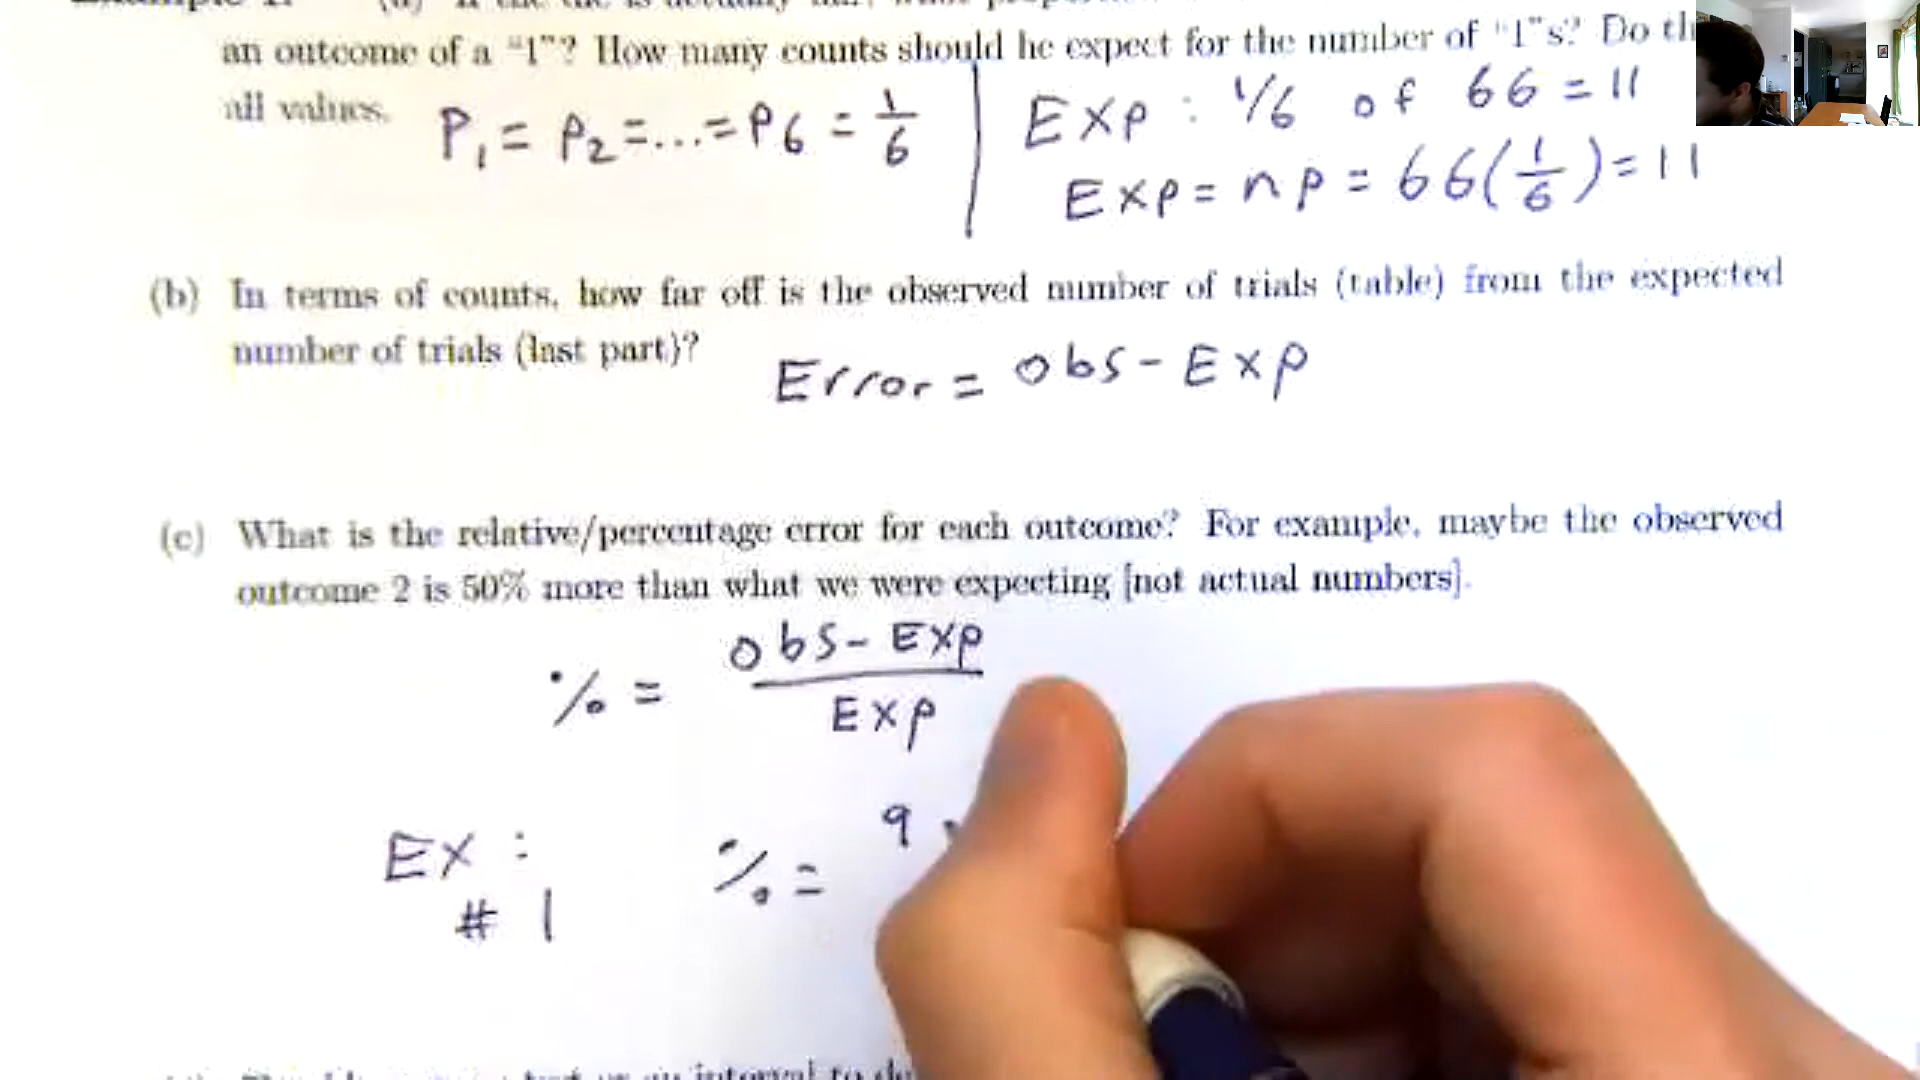 an outcome of a "1"? How many counts should he expect for the number of "1"s? Do th
all values.
P₁ = P₂ = ... = P6 = 1/6
Exp : 1/6 of 66 = 11
Exp = np = 66(1/6) = 11
(b) In terms of counts, how far off is the observed number of trials (table) from the expected
number of trials (last part)?
Error = Obs - Exp
(c) What is the relative/percentage error for each outcome? For example, maybe the observed
outcome 2 is 50% more than what we were expecting [not actual numbers].
% = Obs - Exp / Exp
Ex :
# 1
% = 9